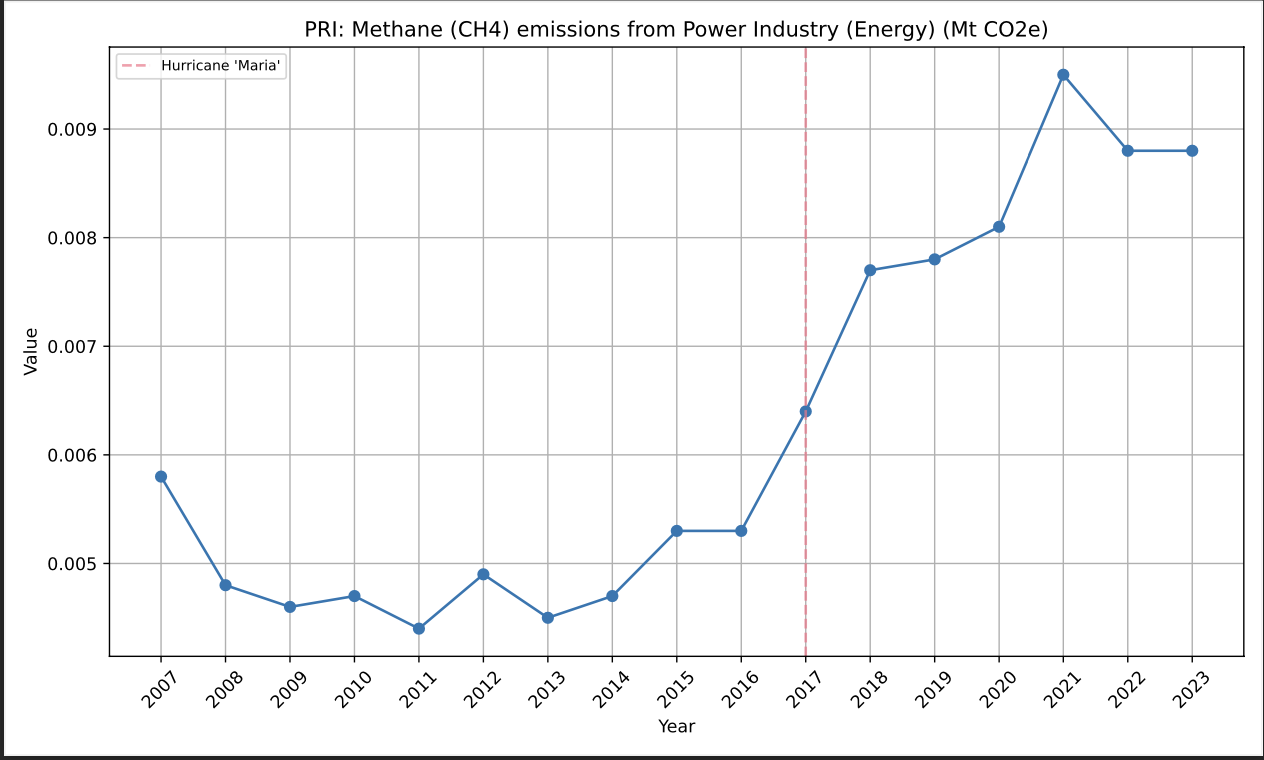 PRI: Methane (CH4) emissions from Power Industry (Energy) (Mt CO2e)
Hurricane 'Maria'
0.009
0.008
0.007
0.006
0.005
Value
2007 2008 2009 2010 2011 2012 2013 2014 2015 2016 2017 2018 2019 2020 2021 2022 2023
Year